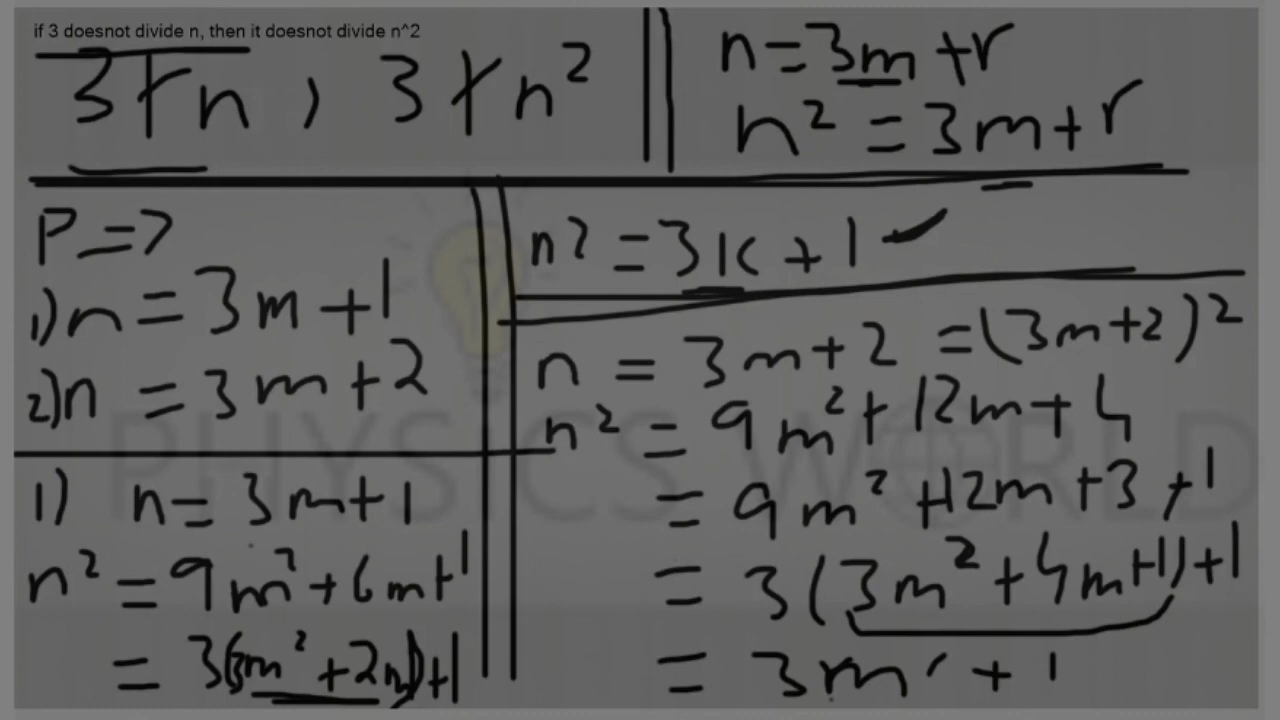 if 3 doesnot divide n, then it doesnot divide n^2
3∤n, 3∤n²
n=3m+r
n²=3m+r
P=>
1) n=3m+1
2) n=3m+2
1) n=3m+1
n²=9m²+6m+1
=3(3m²+2m)+1
n²=3k+1
n=3m+2 =(3m+2)²
n²=9m²+12m+4
=9m²+12m+3+1
=3(3m²+4m+1)+1
=3m′+1
PHYSICS WORLD